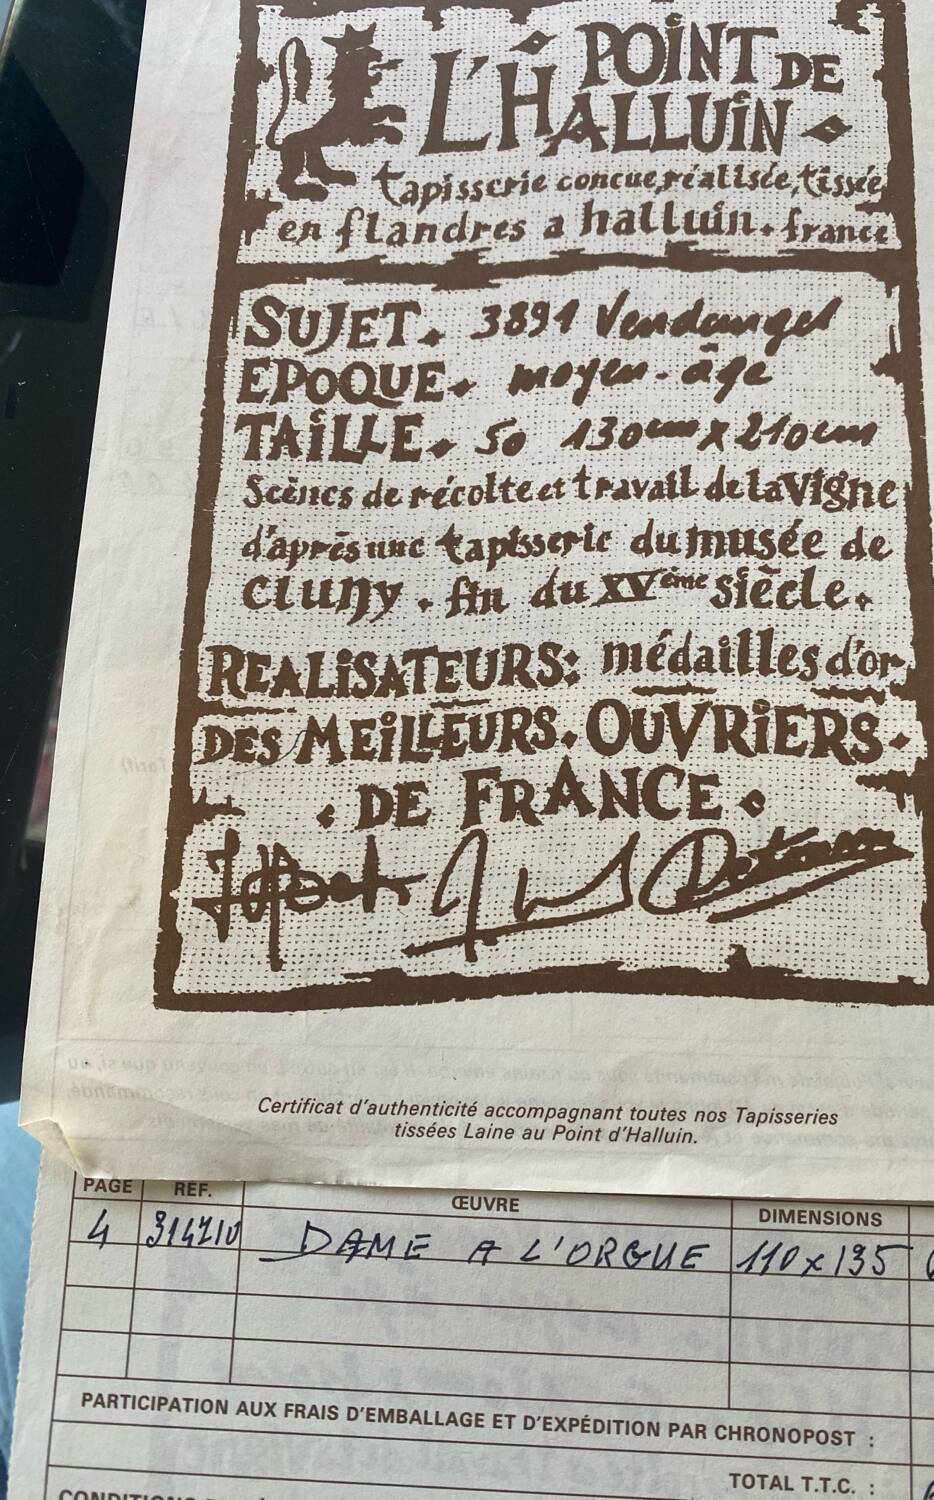 POINT DE
L'HALLUIN
tapisserie concue, réalisée, tissée
en flandres a halluin. france
SUJET. 3891 Vendanges
EPOQUE. moyen-âge
TAILLE. 50 130cm x 210cm
Scènes de récolte et travail de la Vigne
d'après une tapisserie du musée de
cluny. fin du XVème siècle.
REALISATEURS: médailles d'or
DES MEILLEURS. OUVRIERS.
DE FRANCE
Certificat d'authenticité accompagnant toutes nos Tapisseries
tissées Laine au Point d'Halluin.
PAGE RÉF. ŒUVRE DIMENSIONS
4 314210 DAME A L'ORGUE 110x135
PARTICIPATION AUX FRAIS D'EMBALLAGE ET D'EXPÉDITION PAR CHRONOPOST :
TOTAL T.T.C. :
CONDITIONS